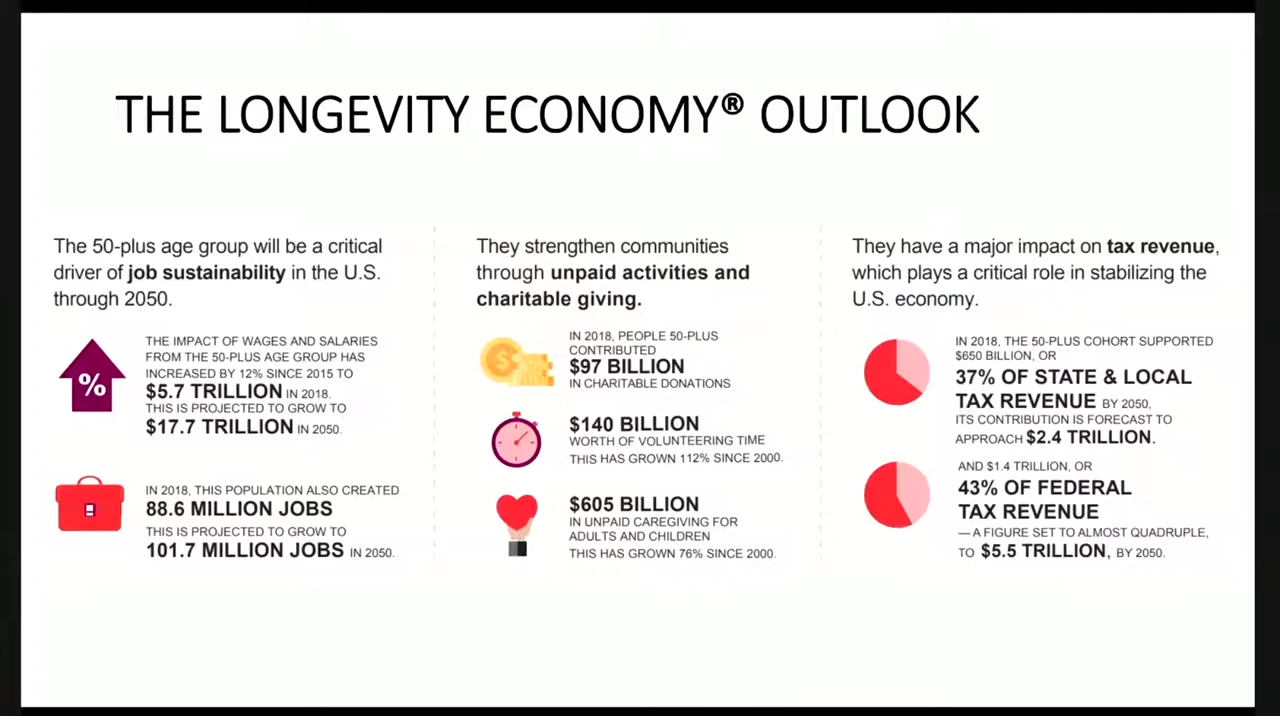 THE LONGEVITY ECONOMY® OUTLOOK
The 50-plus age group will be a critical
driver of job sustainability in the U.S.
through 2050.
%
THE IMPACT OF WAGES AND SALARIES
FROM THE 50-PLUS AGE GROUP HAS
INCREASED BY 12% SINCE 2015 TO
$5.7 TRILLION IN 2018.
THIS IS PROJECTED TO GROW TO
$17.7 TRILLION IN 2050.
IN 2018, THIS POPULATION ALSO CREATED
88.6 MILLION JOBS
THIS IS PROJECTED TO GROW TO
101.7 MILLION JOBS IN 2050.
They strengthen communities
through unpaid activities and
charitable giving.
IN 2018, PEOPLE 50-PLUS
CONTRIBUTED
$97 BILLION
IN CHARITABLE DONATIONS
$140 BILLION
WORTH OF VOLUNTEERING TIME
THIS HAS GROWN 112% SINCE 2000.
$605 BILLION
IN UNPAID CAREGIVING FOR
ADULTS AND CHILDREN
THIS HAS GROWN 76% SINCE 2000.
They have a major impact on tax revenue,
which plays a critical role in stabilizing the
U.S. economy.
IN 2018, THE 50-PLUS COHORT SUPPORTED
$650 BILLION, OR
37% OF STATE & LOCAL
TAX REVENUE BY 2050,
ITS CONTRIBUTION IS FORECAST TO
APPROACH $2.4 TRILLION.
AND $1.4 TRILLION, OR
43% OF FEDERAL
TAX REVENUE
— A FIGURE SET TO ALMOST QUADRUPLE,
TO $5.5 TRILLION, BY 2050.